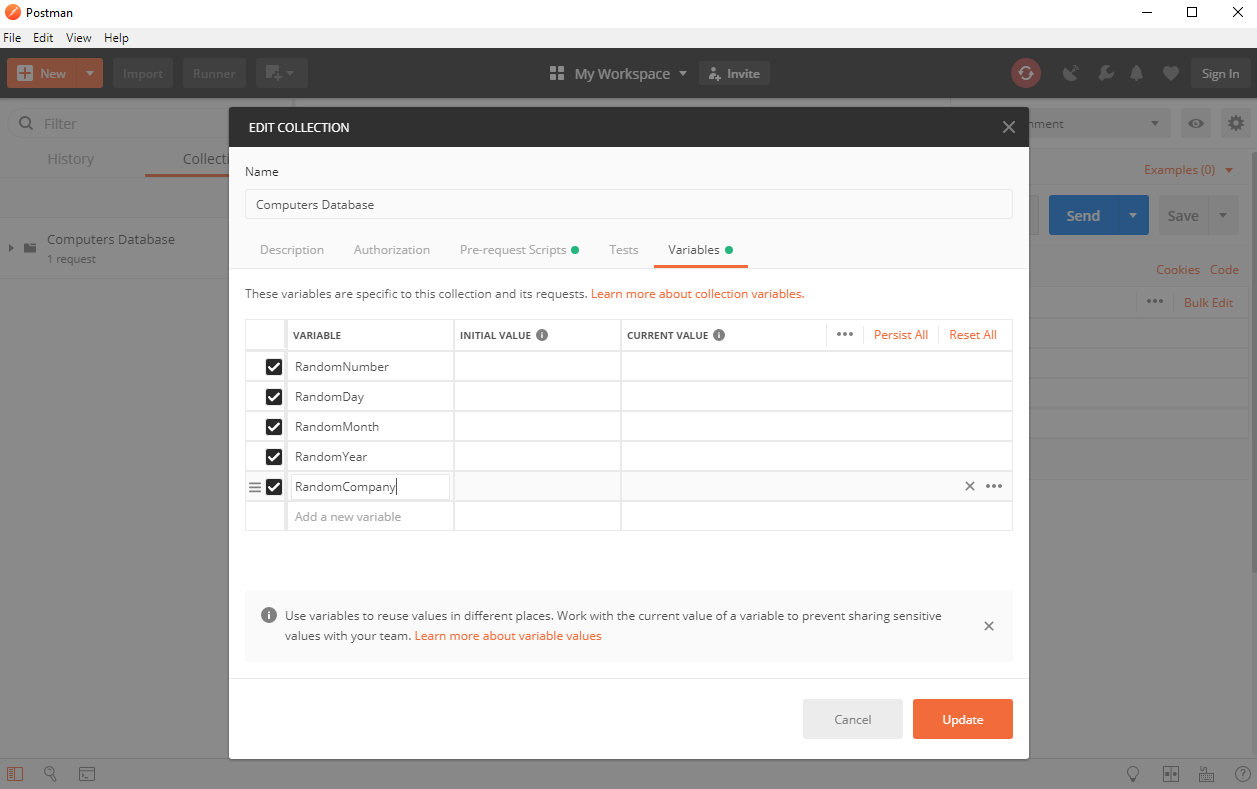 Postman
File Edit View Help
New Import Runner My Workspace Invite Sign In
Filter
History
Computers Database
1 request
Examples (0)
Send Save
Cookies Code
Bulk Edit
EDIT COLLECTION
Name
Computers Database
Description Authorization Pre-request Scripts Tests Variables
These variables are specific to this collection and its requests. Learn more about collection variables.
VARIABLE INITIAL VALUE CURRENT VALUE Persist All Reset All
RandomNumber
RandomDay
RandomMonth
RandomYear
RandomCompany
Add a new variable
Use variables to reuse values in different places. Work with the current value of a variable to prevent sharing sensitive
values with your team. Learn more about variable values
Cancel Update